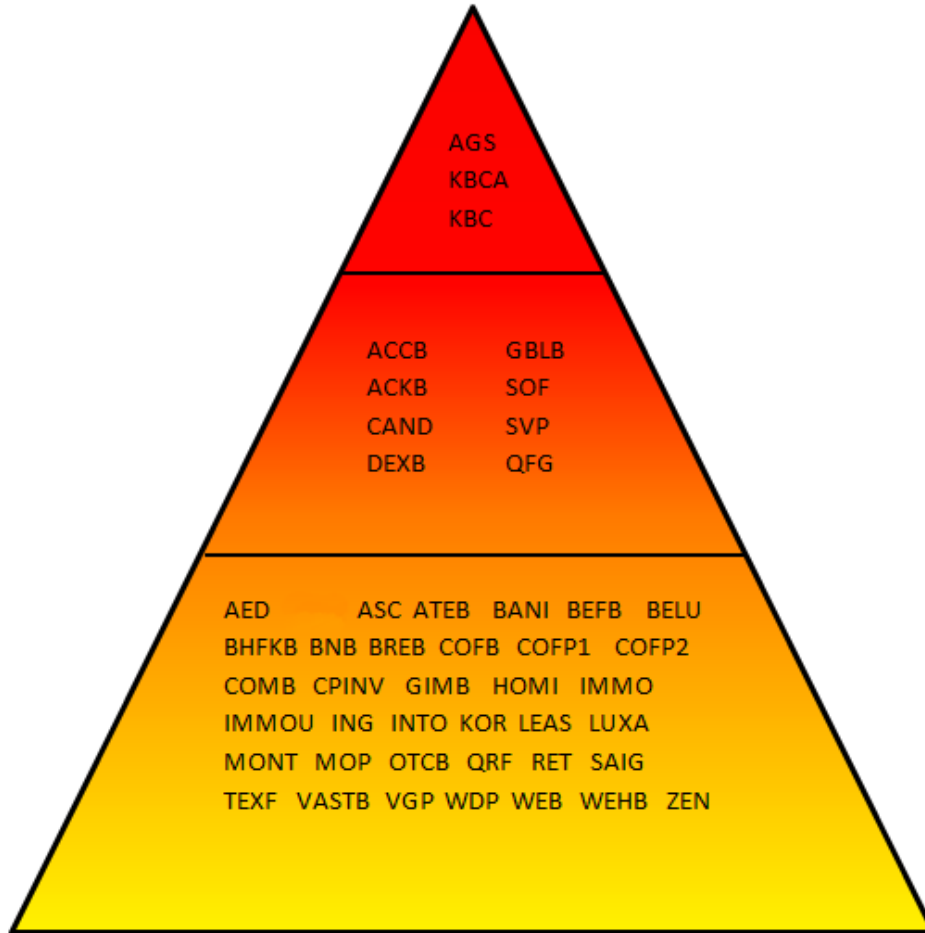 AGS
KBCA
KBC
ACCB GBLB
ACKB SOF
CAND SVP
DEXB QFG
AED ASC ATEB BANI BEFB BELU
BHFKB BNB BREB COFB COFP1 COFP2
COMB CPINV GIMB HOMI IMMO
IMMOU ING INTO KOR LEAS LUXA
MONT MOP OTCB QRF RET SAIG
TEXF VASTB VGP WDP WEB WEHB ZEN